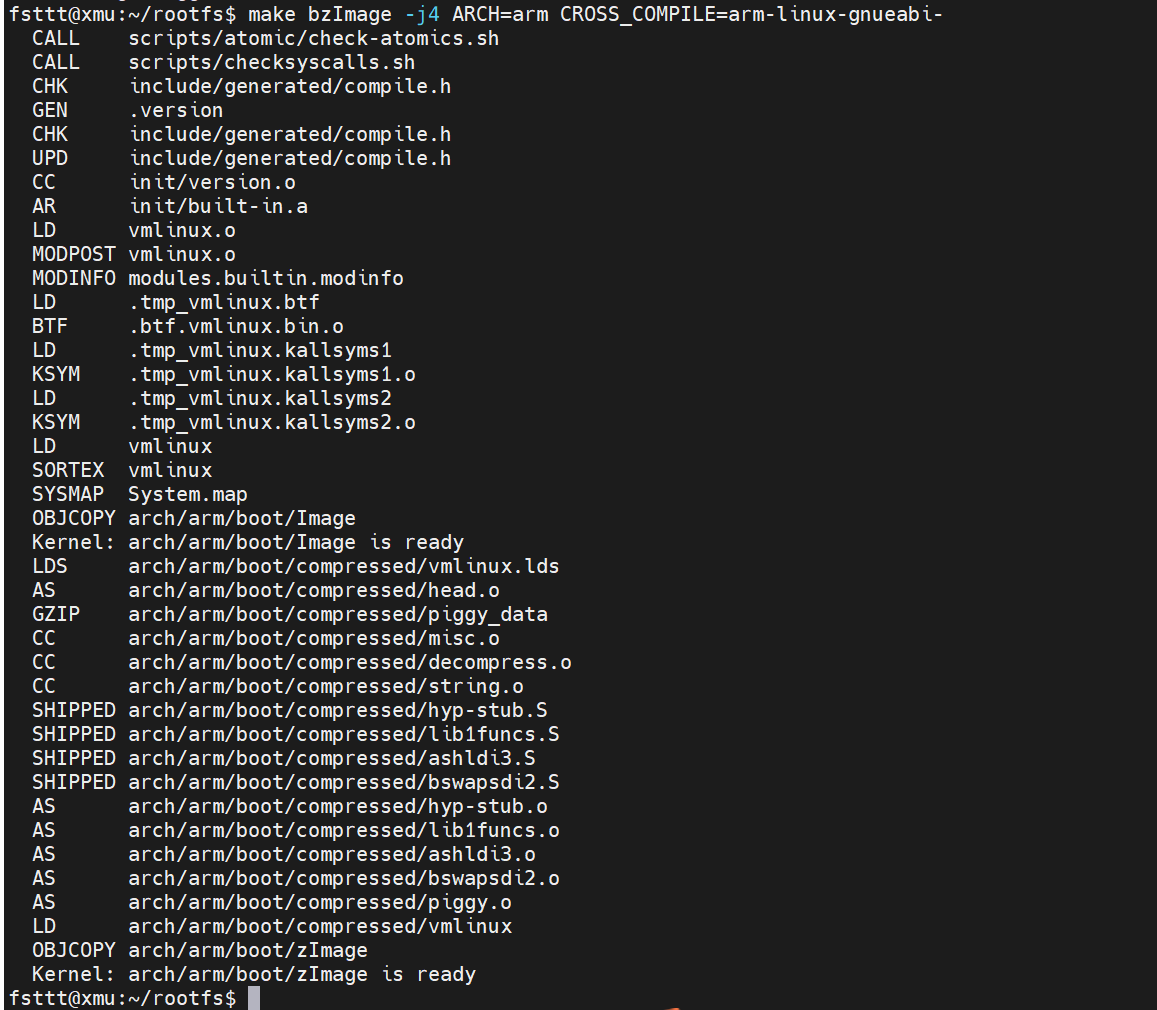 fsttt@xmu:~/rootfs$ make bzImage -j4 ARCH=arm CROSS_COMPILE=arm-linux-gnueabi-
  CALL    scripts/atomic/check-atomics.sh
  CALL    scripts/checksyscalls.sh
  CHK     include/generated/compile.h
  GEN     .version
  CHK     include/generated/compile.h
  UPD     include/generated/compile.h
  CC      init/version.o
  AR      init/built-in.a
  LD      vmlinux.o
  MODPOST vmlinux.o
  MODINFO modules.builtin.modinfo
  LD      .tmp_vmlinux.btf
  BTF     .btf.vmlinux.bin.o
  LD      .tmp_vmlinux.kallsyms1
  KSYM    .tmp_vmlinux.kallsyms1.o
  LD      .tmp_vmlinux.kallsyms2
  KSYM    .tmp_vmlinux.kallsyms2.o
  LD      vmlinux
  SORTEX  vmlinux
  SYSMAP  System.map
  OBJCOPY arch/arm/boot/Image
  Kernel: arch/arm/boot/Image is ready
  LDS     arch/arm/boot/compressed/vmlinux.lds
  AS      arch/arm/boot/compressed/head.o
  GZIP    arch/arm/boot/compressed/piggy_data
  CC      arch/arm/boot/compressed/misc.o
  CC      arch/arm/boot/compressed/decompress.o
  CC      arch/arm/boot/compressed/string.o
  SHIPPED arch/arm/boot/compressed/hyp-stub.S
  SHIPPED arch/arm/boot/compressed/lib1funcs.S
  SHIPPED arch/arm/boot/compressed/ashldi3.S
  SHIPPED arch/arm/boot/compressed/bswapsdi2.S
  AS      arch/arm/boot/compressed/hyp-stub.o
  AS      arch/arm/boot/compressed/lib1funcs.o
  AS      arch/arm/boot/compressed/ashldi3.o
  AS      arch/arm/boot/compressed/bswapsdi2.o
  AS      arch/arm/boot/compressed/piggy.o
  LD      arch/arm/boot/compressed/vmlinux
  OBJCOPY arch/arm/boot/zImage
  Kernel: arch/arm/boot/zImage is ready
fsttt@xmu:~/rootfs$